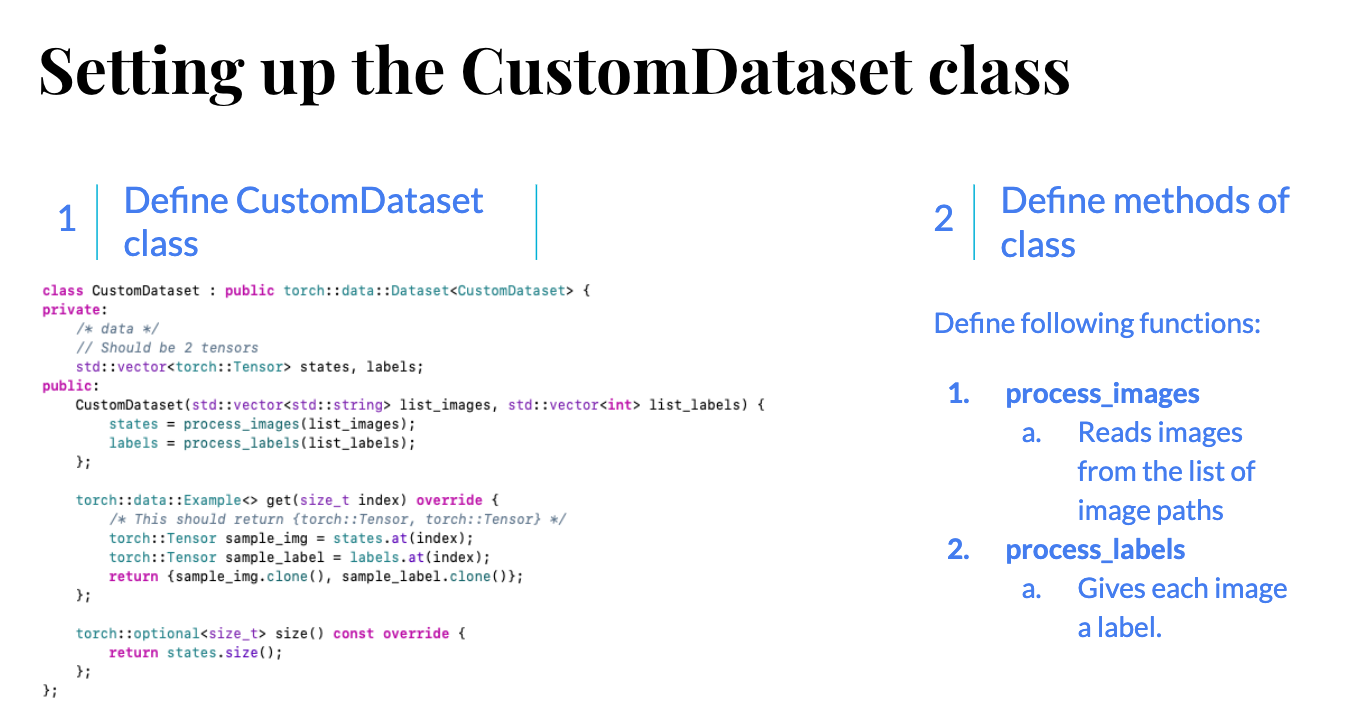 Setting up the CustomDataset class
1
Define CustomDataset
class
class CustomDataset : public torch::data::Dataset<CustomDataset> {
private:
    /* data */
    // Should be 2 tensors
    std::vector<torch::Tensor> states, labels;
public:
    CustomDataset(std::vector<std::string> list_images, std::vector<int> list_labels) {
        states = process_images(list_images);
        labels = process_labels(list_labels);
    };

    torch::data::Example<> get(size_t index) override {
        /* This should return {torch::Tensor, torch::Tensor} */
        torch::Tensor sample_img = states.at(index);
        torch::Tensor sample_label = labels.at(index);
        return {sample_img.clone(), sample_label.clone()};
    };

    torch::optional<size_t> size() const override {
        return states.size();
    };
};
2
Define methods of
class
Define following functions:
1. process_images
a. Reads images
from the list of
image paths
2. process_labels
a. Gives each image
a label.